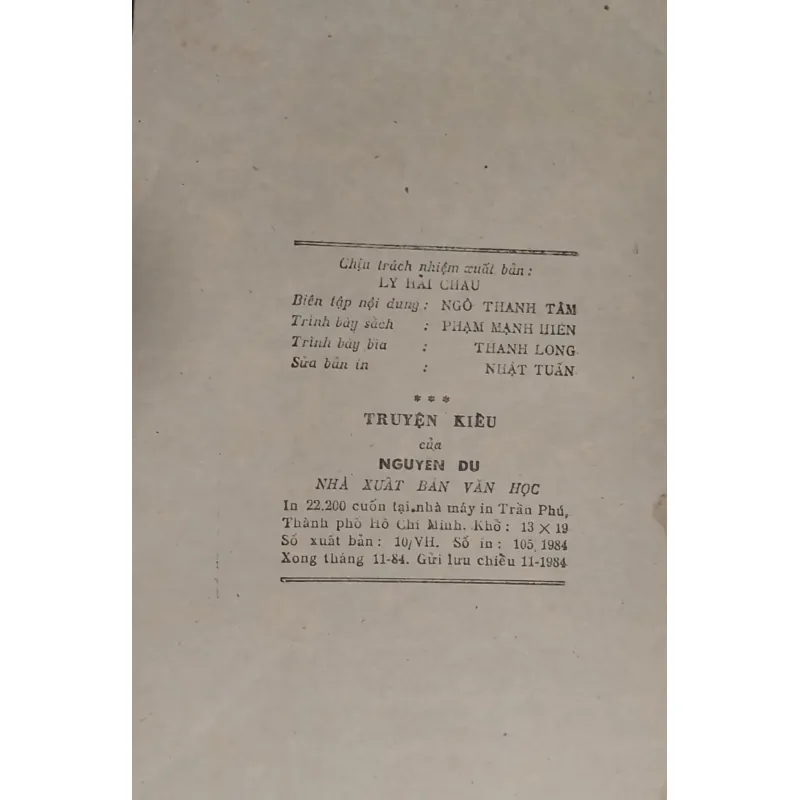 Chịu trách nhiệm xuất bản:
LÝ HẢI CHÂU
Biên tập nội dung: NGÔ THANH TÂM
Trình bày sách : PHẠM MẠNH HIÊN
Trình bày bìa : THANH LONG
Sửa bản in : NHẬT TUẤN
***
TRUYỆN KIỀU
của
NGUYỄN DU
NHÀ XUẤT BẢN VĂN HỌC
In 22.200 cuốn tại nhà máy in Trần Phú,
Thành phố Hồ Chí Minh. Khổ: 13 × 19
Số xuất bản: 10/VH. Số in: 105.1984
Xong tháng 11-84. Gửi lưu chiểu 11-1984